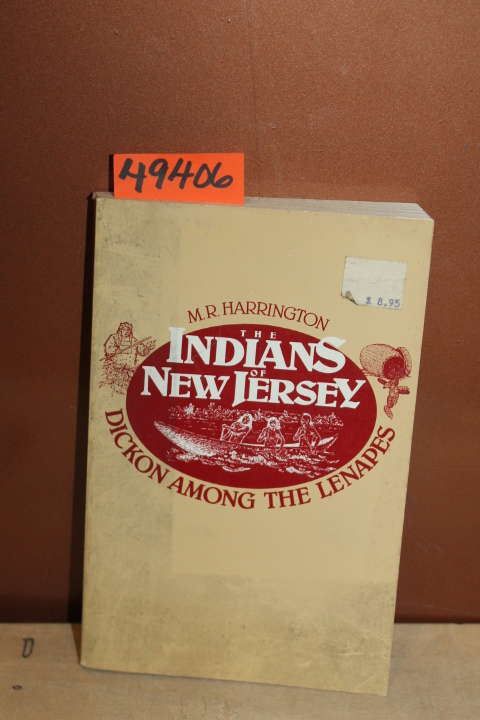 49406
$ 8.95
M.R. HARRINGTON
THE
INDIANS
OF
NEW JERSEY
DICKON AMONG THE LENAPES
D